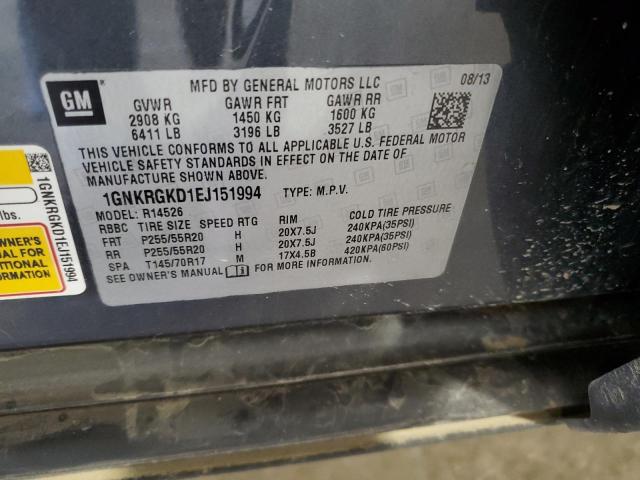 GM
MFD BY GENERAL MOTORS LLC 08/13
GVWR GAWR FRT GAWR RR
2908 KG 1450 KG 1600 KG
6411 LB 3196 LB 3527 LB
THIS VEHICLE CONFORMS TO ALL APPLICABLE U.S. FEDERAL MOTOR
VEHICLE SAFETY STANDARDS IN EFFECT ON THE DATE OF
MANUFACTURE SHOWN ABOVE.
1GNKRGKD1EJ151994 TYPE: M.P.V.
MODEL: R14526
RBBC TIRE SIZE SPEED RTG RIM COLD TIRE PRESSURE
FRT P255/55R20 H 20X7.5J 240KPA(35PSI)
RR P255/55R20 H 20X7.5J 240KPA(35PSI)
SPA T145/70R17 M 17X4.5B 420KPA(60PSI)
SEE OWNER'S MANUAL FOR MORE INFORMATION.
1GNKRGKD1EJ151994
lbs.
OWNER'S
MANUAL FOR
ADDITIONAL
INFORMATION